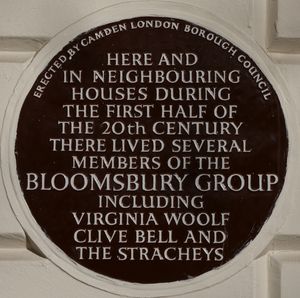 ERECTED BY CAMDEN LONDON BOROUGH COUNCIL
HERE AND
IN NEIGHBOURING
HOUSES DURING
THE FIRST HALF OF
THE 20th CENTURY
THERE LIVED SEVERAL
MEMBERS OF THE
BLOOMSBURY GROUP
INCLUDING
VIRGINIA WOOLF
CLIVE BELL AND
THE STRACHEYS